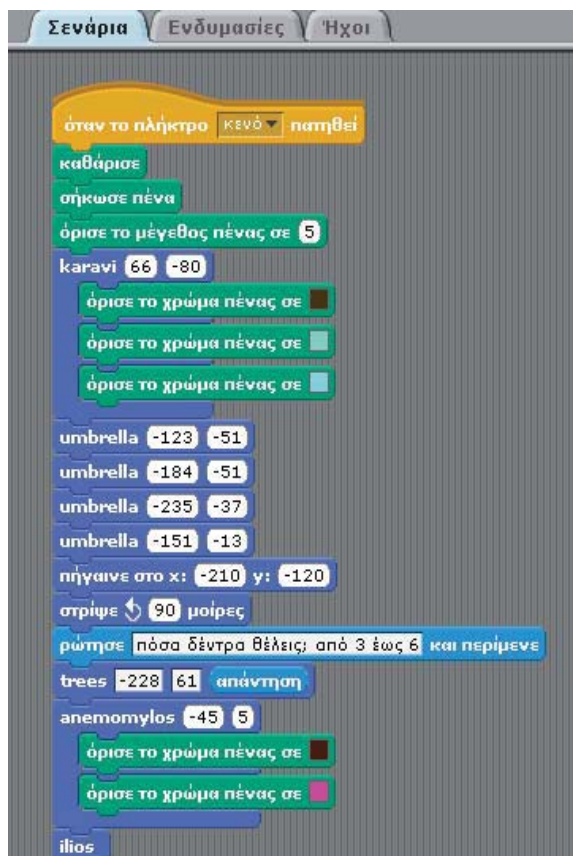 Σενάρια Ενδυμασίες Ήχοι
όταν το πλήκτρο κενό πατηθεί
καθάρισε
σήκωσε πένα
όρισε το μέγεθος πένας σε 5
karavi 66 -80
όρισε το χρώμα πένας σε
όρισε το χρώμα πένας σε
όρισε το χρώμα πένας σε
umbrella -123 -51
umbrella -184 -51
umbrella -235 -37
umbrella -151 -13
πήγαινε στο x: -210 y: -120
στρίψε 90 μοίρες
ρώτησε πόσα δέντρα θέλεις; από 3 έως 6 και περίμενε
trees -228 61 απάντηση
anemomylos -45 5
όρισε το χρώμα πένας σε
όρισε το χρώμα πένας σε
ilios